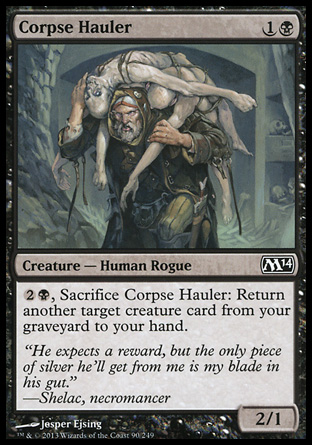 Corpse Hauler 1
Creature — Human Rogue M14
2, Sacrifice Corpse Hauler: Return
another target creature card from your
graveyard to your hand.
“He expects a reward, but the only piece
of silver he’ll get from me is my blade in
his gut.”
—Shelac, necromancer
Jesper Ejsing
™ & © 2013 Wizards of the Coast 90/249
2/1